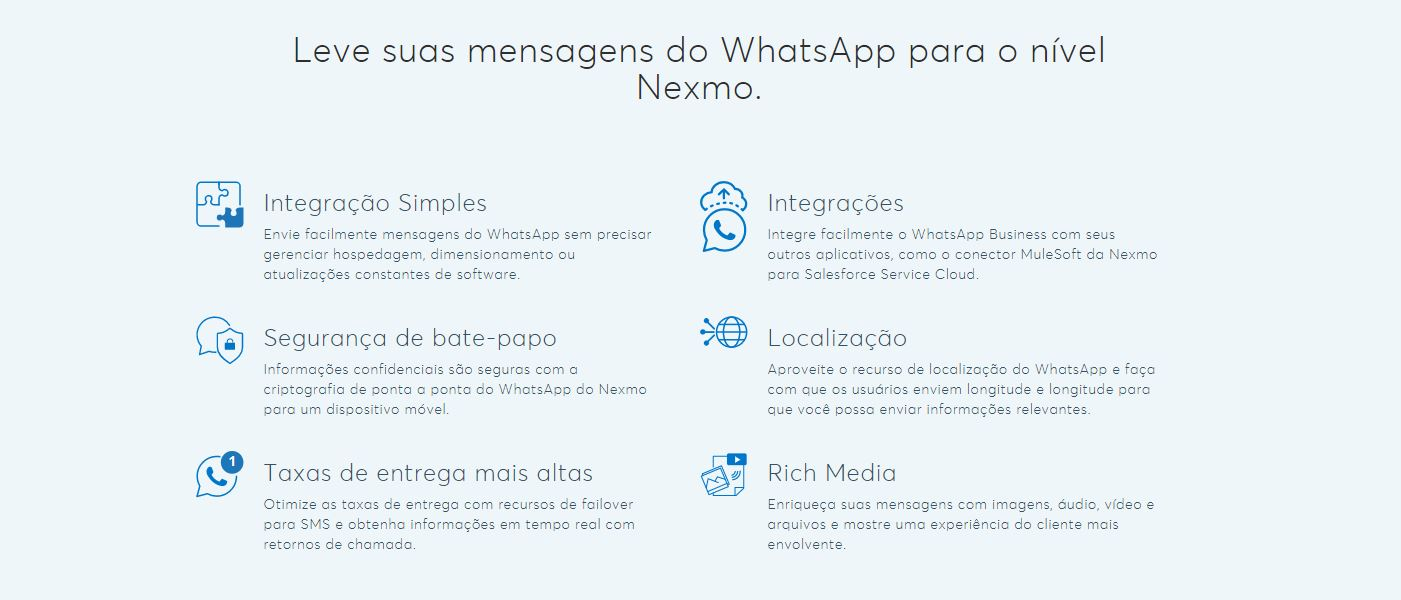 Leve suas mensagens do WhatsApp para o nível
Nexmo.
Integração Simples
Envie facilmente mensagens do WhatsApp sem precisar
gerenciar hospedagem, dimensionamento ou
atualizações constantes de software.
Integrações
Integre facilmente o WhatsApp Business com seus
outros aplicativos, como o conector MuleSoft da Nexmo
para Salesforce Service Cloud.
Segurança de bate-papo
Informações confidenciais são seguras com a
criptografia de ponta a ponta do WhatsApp do Nexmo
para um dispositivo móvel.
Localização
Aproveite o recurso de localização do WhatsApp e faça
com que os usuários enviem longitude e longitude para
que você possa enviar informações relevantes.
1
Taxas de entrega mais altas
Otimize as taxas de entrega com recursos de failover
para SMS e obtenha informações em tempo real com
retornos de chamada.
Rich Media
Enriqueça suas mensagens com imagens, áudio, vídeo e
arquivos e mostre uma experiência do cliente mais
envolvente.